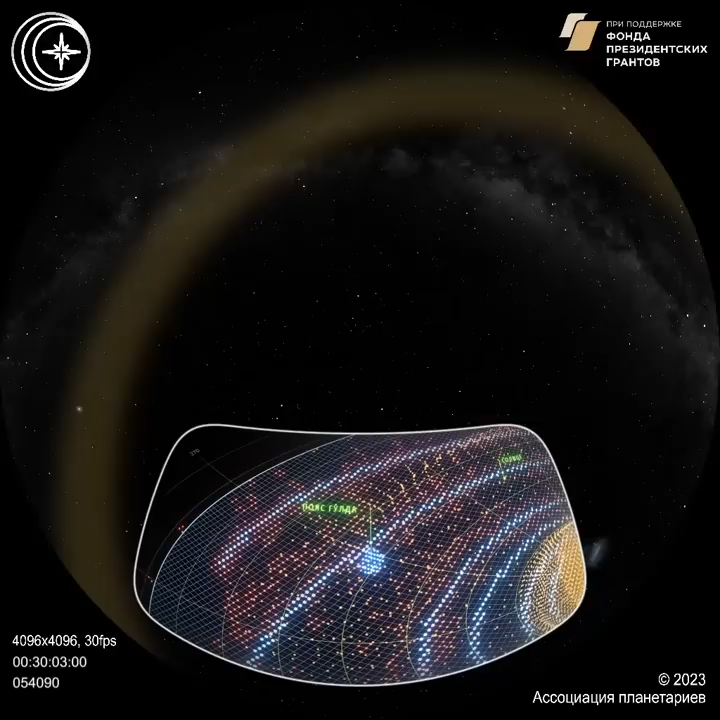 ПРИ ПОДДЕРЖКЕ
ФОНДА
ПРЕЗИДЕНТСКИХ
ГРАНТОВ
СОЛНЦЕ
ПОЯС ГУЛДА
4096x4096, 30fps
00:30:03:00
054090
© 2023
Ассоциация планетариев